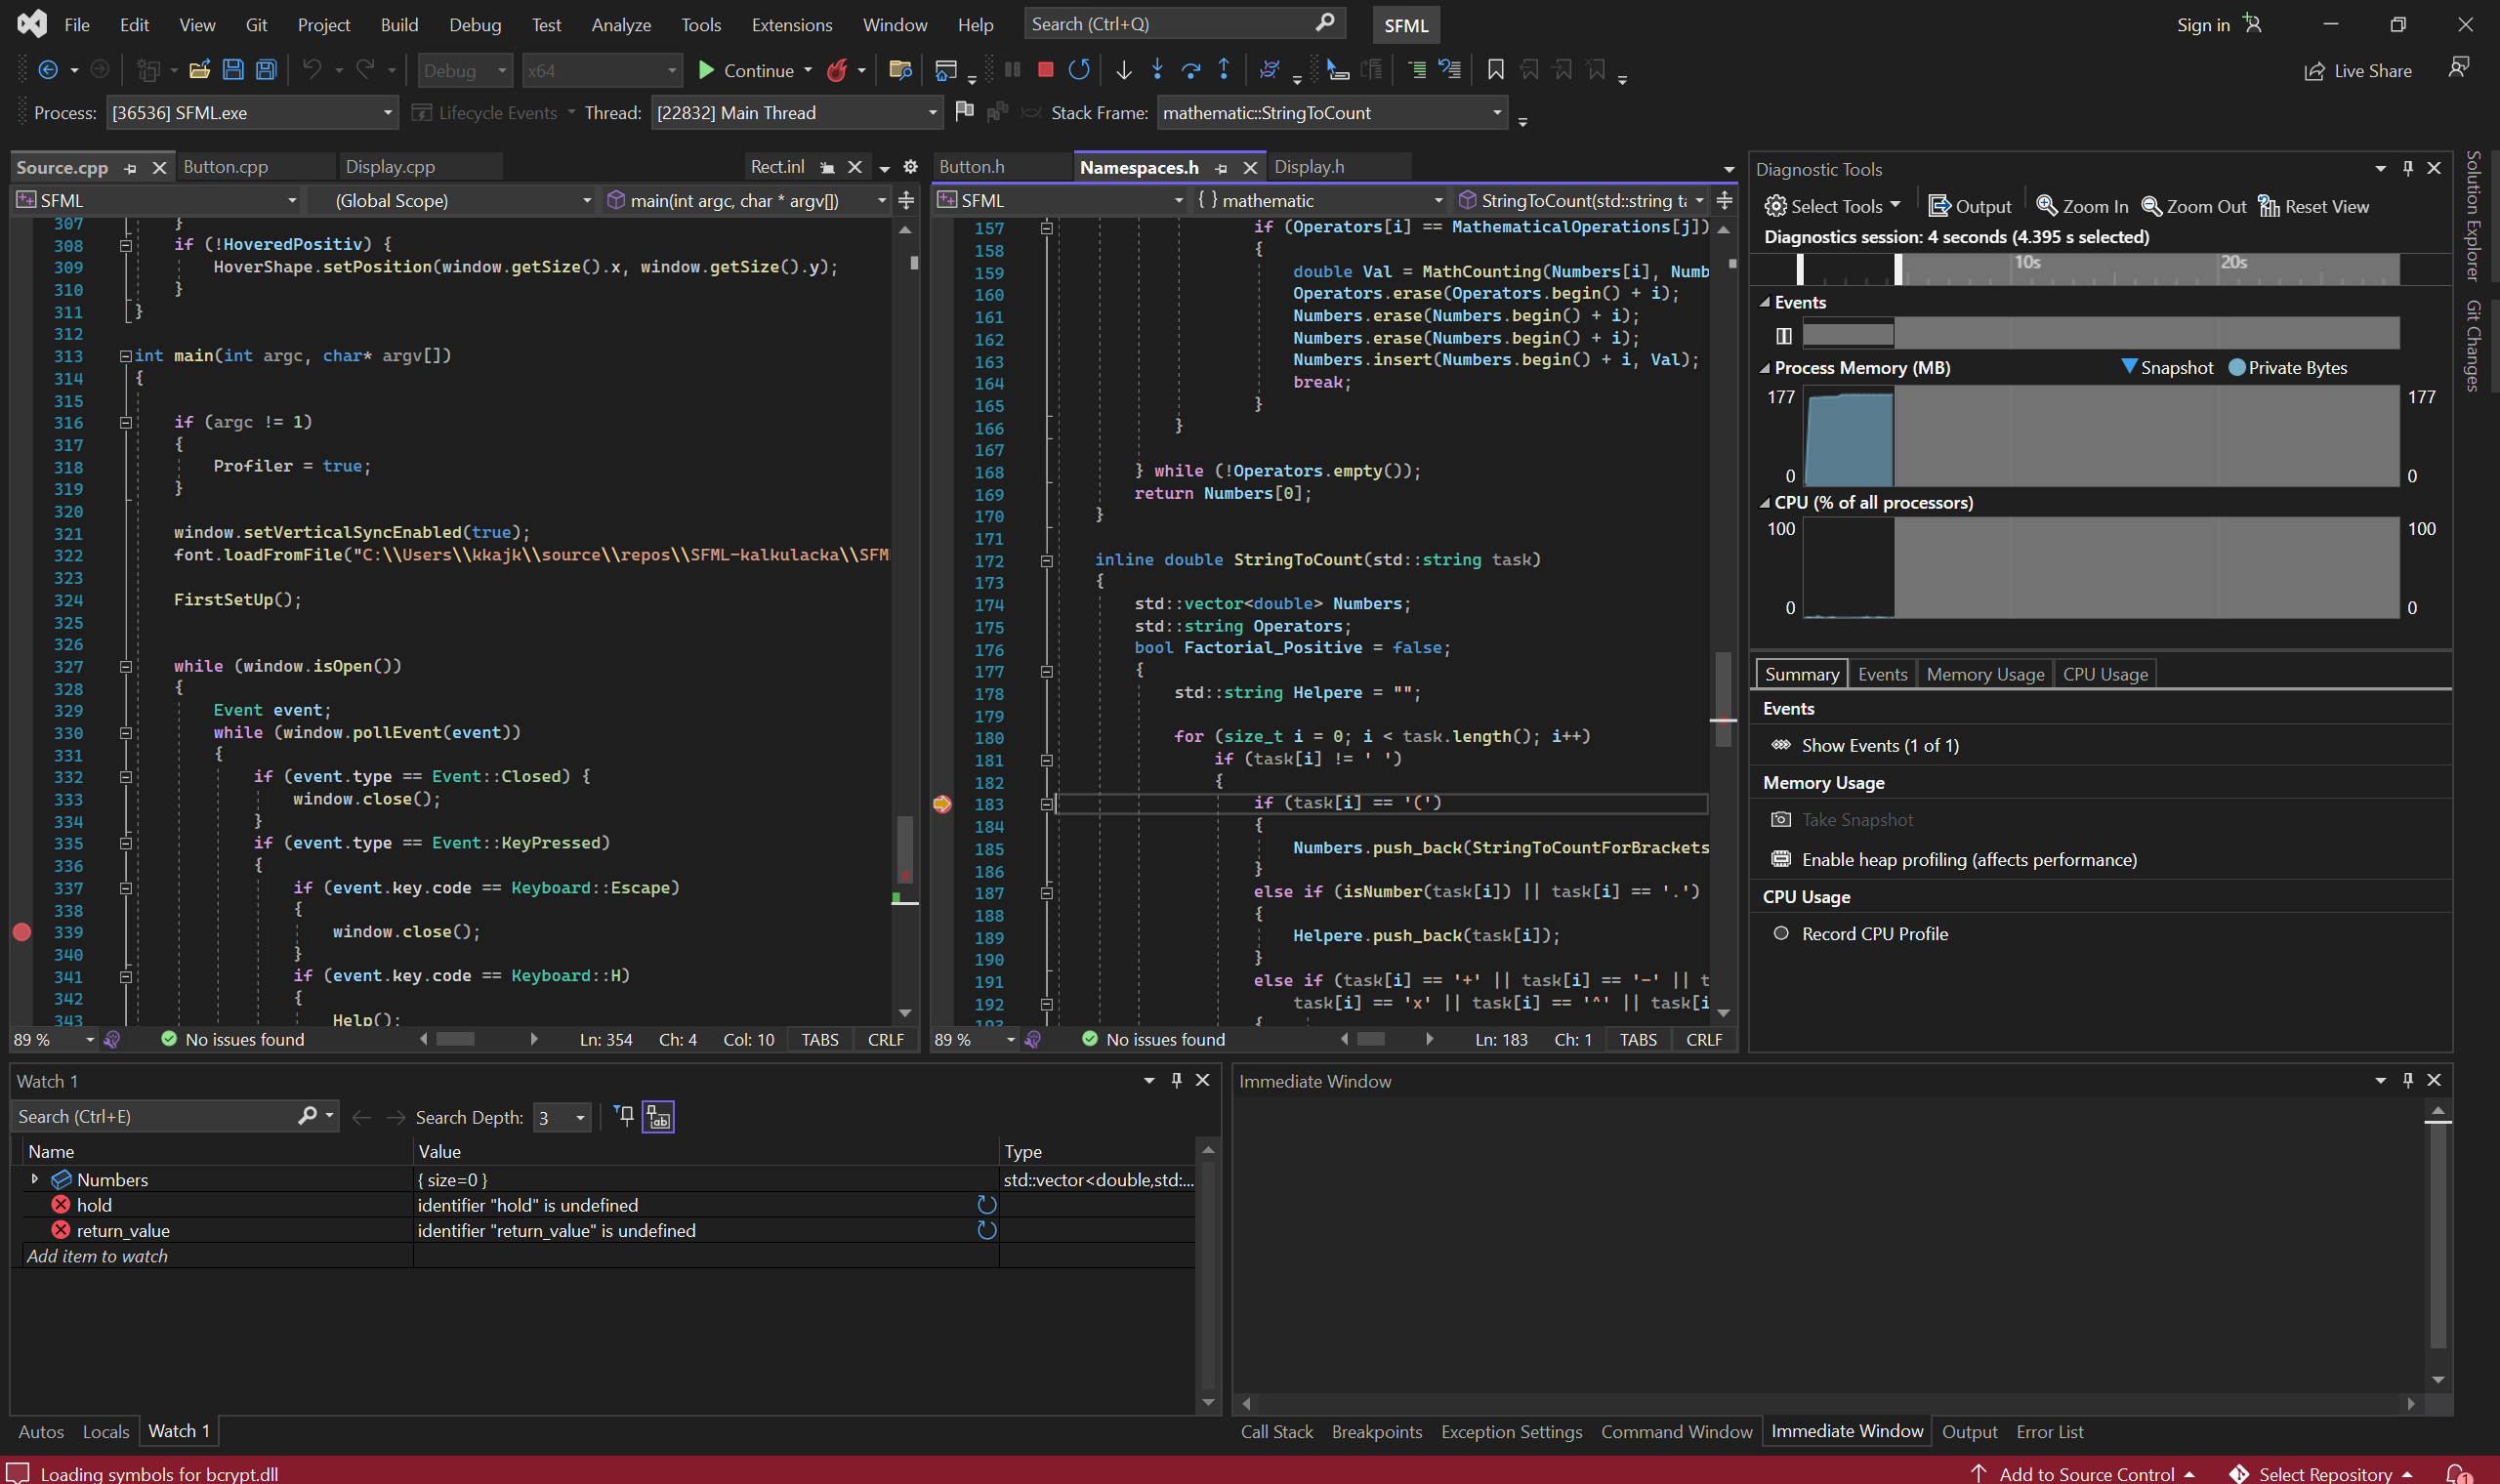 File Edit View Git Project Build Debug Test Analyze Tools Extensions Window Help Search (Ctrl+Q) SFML Sign in
Debug x64 Continue Live Share
Process: [36536] SFML.exe Lifecycle Events Thread: [22832] Main Thread Stack Frame: mathematic::StringToCount
Source.cpp Button.cpp Display.cpp Rect.inl
SFML (Global Scope) main(int argc, char * argv[])
307 }
308 if (!HoveredPositiv) {
309 HoverShape.setPosition(window.getSize().x, window.getSize().y);
310 }
311 }
312
313 int main(int argc, char* argv[])
314 {
315
316 if (argc != 1)
317 {
318 Profiler = true;
319 }
320
321 window.setVerticalSyncEnabled(true);
322 font.loadFromFile("C:\\Users\\kkajk\\source\\repos\\SFML-kalkulacka\\SFM
323
324 FirstSetUp();
325
326
327 while (window.isOpen())
328 {
329 Event event;
330 while (window.pollEvent(event))
331 {
332 if (event.type == Event::Closed) {
333 window.close();
334 }
335 if (event.type == Event::KeyPressed)
336 {
337 if (event.key.code == Keyboard::Escape)
338 {
339 window.close();
340 }
341 if (event.key.code == Keyboard::H)
342 {
343 Help();
89 % No issues found Ln: 354 Ch: 4 Col: 10 TABS CRLF
Button.h Namespaces.h Display.h
SFML { } mathematic StringToCount(std::string ta
157 if (Operators[i] == MathematicalOperations[j])
158 {
159 double Val = MathCounting(Numbers[i], Numb
160 Operators.erase(Operators.begin() + i);
161 Numbers.erase(Numbers.begin() + i);
162 Numbers.erase(Numbers.begin() + i);
163 Numbers.insert(Numbers.begin() + i, Val);
164 break;
165 }
166 }
167
168 } while (!Operators.empty());
169 return Numbers[0];
170 }
171
172 inline double StringToCount(std::string task)
173 {
174 std::vector<double> Numbers;
175 std::string Operators;
176 bool Factorial_Positive = false;
177 {
178 std::string Helpere = "";
179
180 for (size_t i = 0; i < task.length(); i++)
181 if (task[i] != ' ')
182 {
183 if (task[i] == '(')
184 {
185 Numbers.push_back(StringToCountForBrackets
186 }
187 else if (isNumber(task[i]) || task[i] == '.')
188 {
189 Helpere.push_back(task[i]);
190 }
191 else if (task[i] == '+' || task[i] == '-' || t
192 task[i] == 'x' || task[i] == '^' || task[i
193 {
89 % No issues found Ln: 183 Ch: 1 TABS CRLF
Diagnostic Tools
Select Tools Output Zoom In Zoom Out Reset View
Diagnostics session: 4 seconds (4.395 s selected)
10s 20s
Events
Process Memory (MB) Snapshot Private Bytes
177 177
0 0
CPU (% of all processors)
100 100
0 0
Summary Events Memory Usage CPU Usage
Events
Show Events (1 of 1)
Memory Usage
Take Snapshot
Enable heap profiling (affects performance)
CPU Usage
Record CPU Profile
Solution Explorer
Git Changes
Watch 1
Search (Ctrl+E) Search Depth: 3
Name Value Type
Numbers { size=0 } std::vector<double,std:...
hold identifier "hold" is undefined
return_value identifier "return_value" is undefined
Add item to watch
Autos Locals Watch 1
Immediate Window
Call Stack Breakpoints Exception Settings Command Window Immediate Window Output Error List
Loading symbols for bcrypt.dll Add to Source Control Select Repository 1